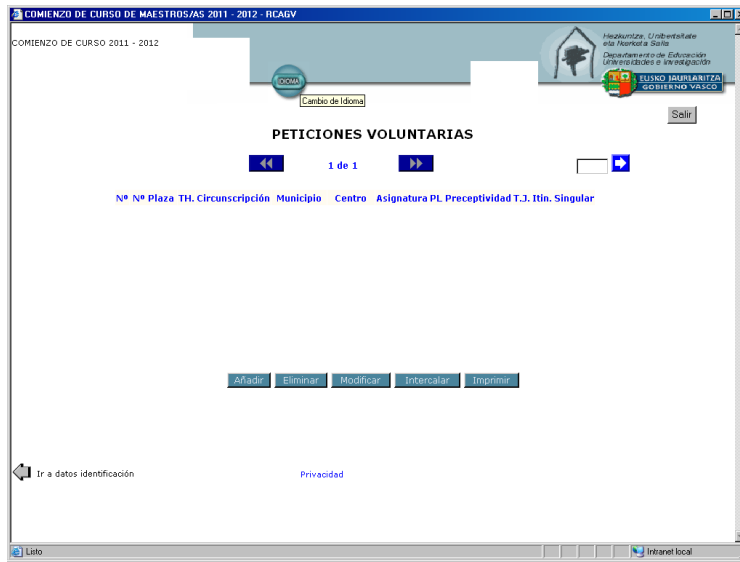 COMIENZO DE CURSO DE MAESTROS/AS 2011 - 2012 - RCAGV
COMIENZO DE CURSO 2011 - 2012
Hezkuntza, Unibertsitate
eta Ikerketa Saila
Departamento de Educación
Universidades e Investigación
EUSKO JAURLARITZA
GOBIERNO VASCO
IDIOMA
Cambio de Idioma
Salir
PETICIONES VOLUNTARIAS
1 de 1
Nº Nº Plaza TH. Circunscripción Municipio Centro Asignatura PL Preceptividad T.J. Itin. Singular
Añadir Eliminar Modificar Intercalar Imprimir
Ir a datos identificación
Privacidad
Listo
Intranet local